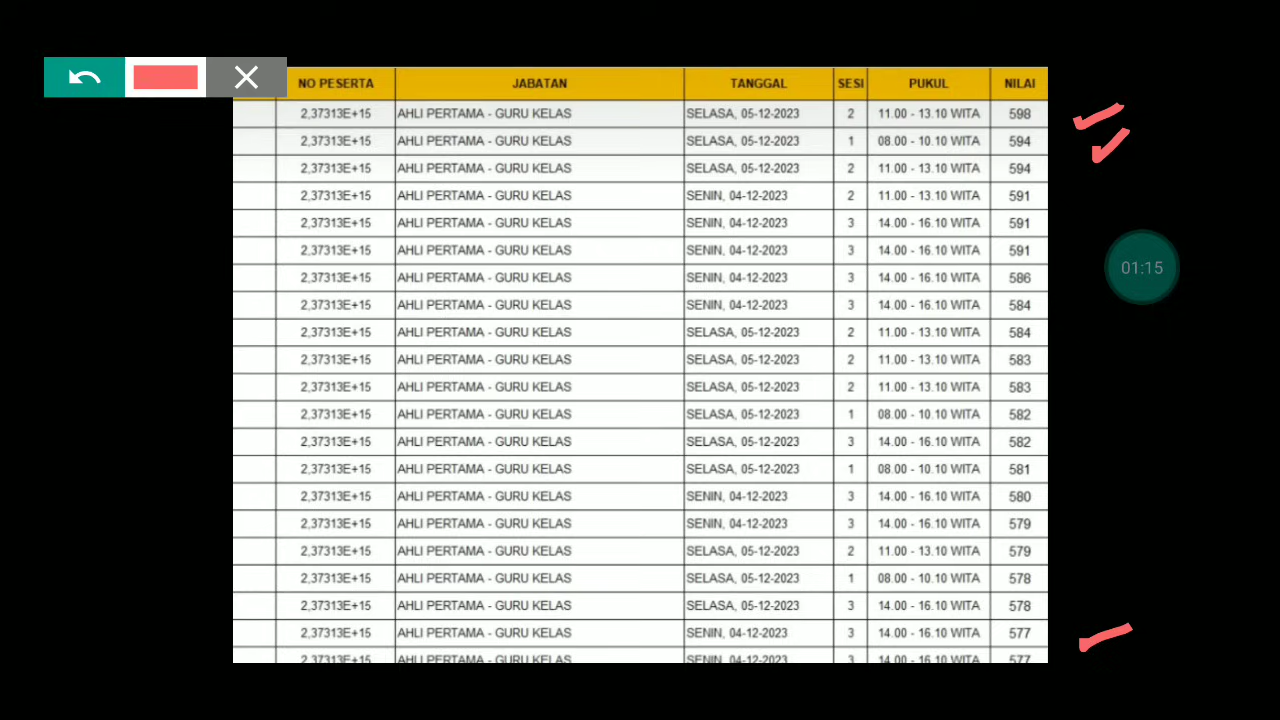 NO PESERTA JABATAN TANGGAL SESI PUKUL NILAI
2,37313E+15 AHLI PERTAMA - GURU KELAS SELASA, 05-12-2023 2 11.00 - 13.10 WITA 598
2,37313E+15 AHLI PERTAMA - GURU KELAS SELASA, 05-12-2023 1 08.00 - 10.10 WITA 594
2,37313E+15 AHLI PERTAMA - GURU KELAS SELASA, 05-12-2023 2 11.00 - 13.10 WITA 594
2,37313E+15 AHLI PERTAMA - GURU KELAS SENIN, 04-12-2023 2 11.00 - 13.10 WITA 591
2,37313E+15 AHLI PERTAMA - GURU KELAS SENIN, 04-12-2023 3 14.00 - 16.10 WITA 591
2,37313E+15 AHLI PERTAMA - GURU KELAS SENIN, 04-12-2023 3 14.00 - 16.10 WITA 591
01:15
2,37313E+15 AHLI PERTAMA - GURU KELAS SENIN, 04-12-2023 3 14.00 - 16.10 WITA 586
2,37313E+15 AHLI PERTAMA - GURU KELAS SENIN, 04-12-2023 3 14.00 - 16.10 WITA 584
2,37313E+15 AHLI PERTAMA - GURU KELAS SELASA, 05-12-2023 2 11.00 - 13.10 WITA 584
2,37313E+15 AHLI PERTAMA - GURU KELAS SELASA, 05-12-2023 2 11.00 - 13.10 WITA 583
2,37313E+15 AHLI PERTAMA - GURU KELAS SELASA, 05-12-2023 2 11.00 - 13.10 WITA 583
2,37313E+15 AHLI PERTAMA - GURU KELAS SELASA, 05-12-2023 1 08.00 - 10.10 WITA 582
2,37313E+15 AHLI PERTAMA - GURU KELAS SELASA, 05-12-2023 3 14.00 - 16.10 WITA 582
2,37313E+15 AHLI PERTAMA - GURU KELAS SELASA, 05-12-2023 1 08.00 - 10.10 WITA 581
2,37313E+15 AHLI PERTAMA - GURU KELAS SENIN, 04-12-2023 3 14.00 - 16.10 WITA 580
2,37313E+15 AHLI PERTAMA - GURU KELAS SENIN, 04-12-2023 3 14.00 - 16.10 WITA 579
2,37313E+15 AHLI PERTAMA - GURU KELAS SELASA, 05-12-2023 2 11.00 - 13.10 WITA 579
2,37313E+15 AHLI PERTAMA - GURU KELAS SELASA, 05-12-2023 1 08.00 - 10.10 WITA 578
2,37313E+15 AHLI PERTAMA - GURU KELAS SELASA, 05-12-2023 3 14.00 - 16.10 WITA 578
2,37313E+15 AHLI PERTAMA - GURU KELAS SENIN, 04-12-2023 3 14.00 - 16.10 WITA 577
2,37313E+15 AHLI PERTAMA - GURU KELAS SENIN, 04-12-2023 3 14.00 - 16.10 WITA 577